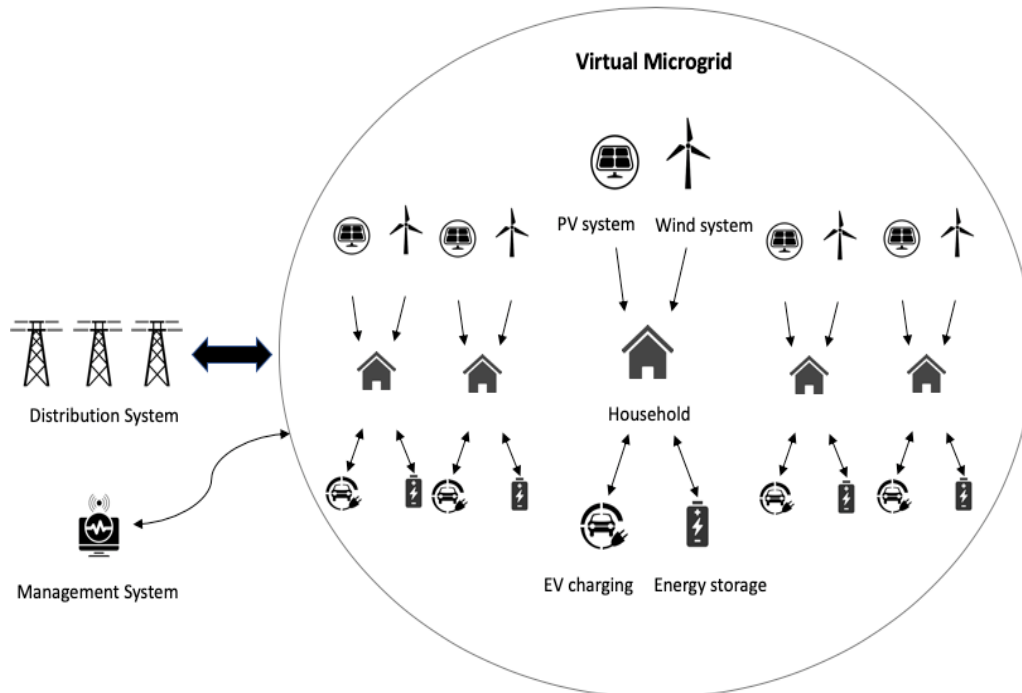 Virtual Microgrid
PV system
Wind system
Distribution System
Household
Management System
EV charging
Energy storage